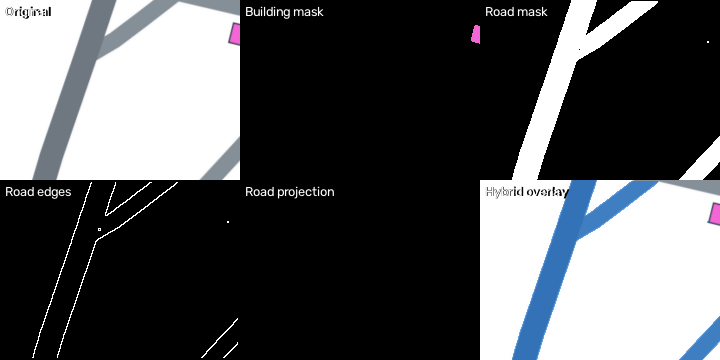 Original
Building mask
Road mask
Road edges
Road projection
Hybrid overlay